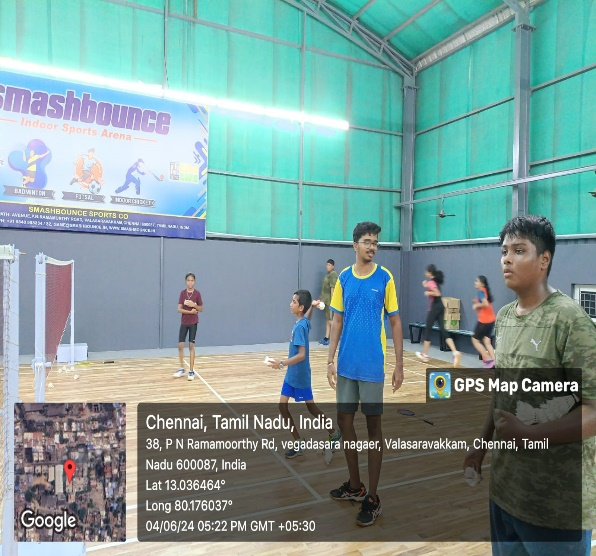 smashbounce
Indoor Sports Arena
BADMINTON
FUTSAL
INDOOR CRICKET
SMASHBOUNCE SPORTS CO
GPS Map Camera
Chennai, Tamil Nadu, India
38, P N Ramamoorthy Rd, vegadasara nagaer, Valasaravakkam, Chennai, Tamil
Nadu 600087, India
Lat 13.036464°
Long 80.176037°
04/06/24 05:22 PM GMT +05:30
Google